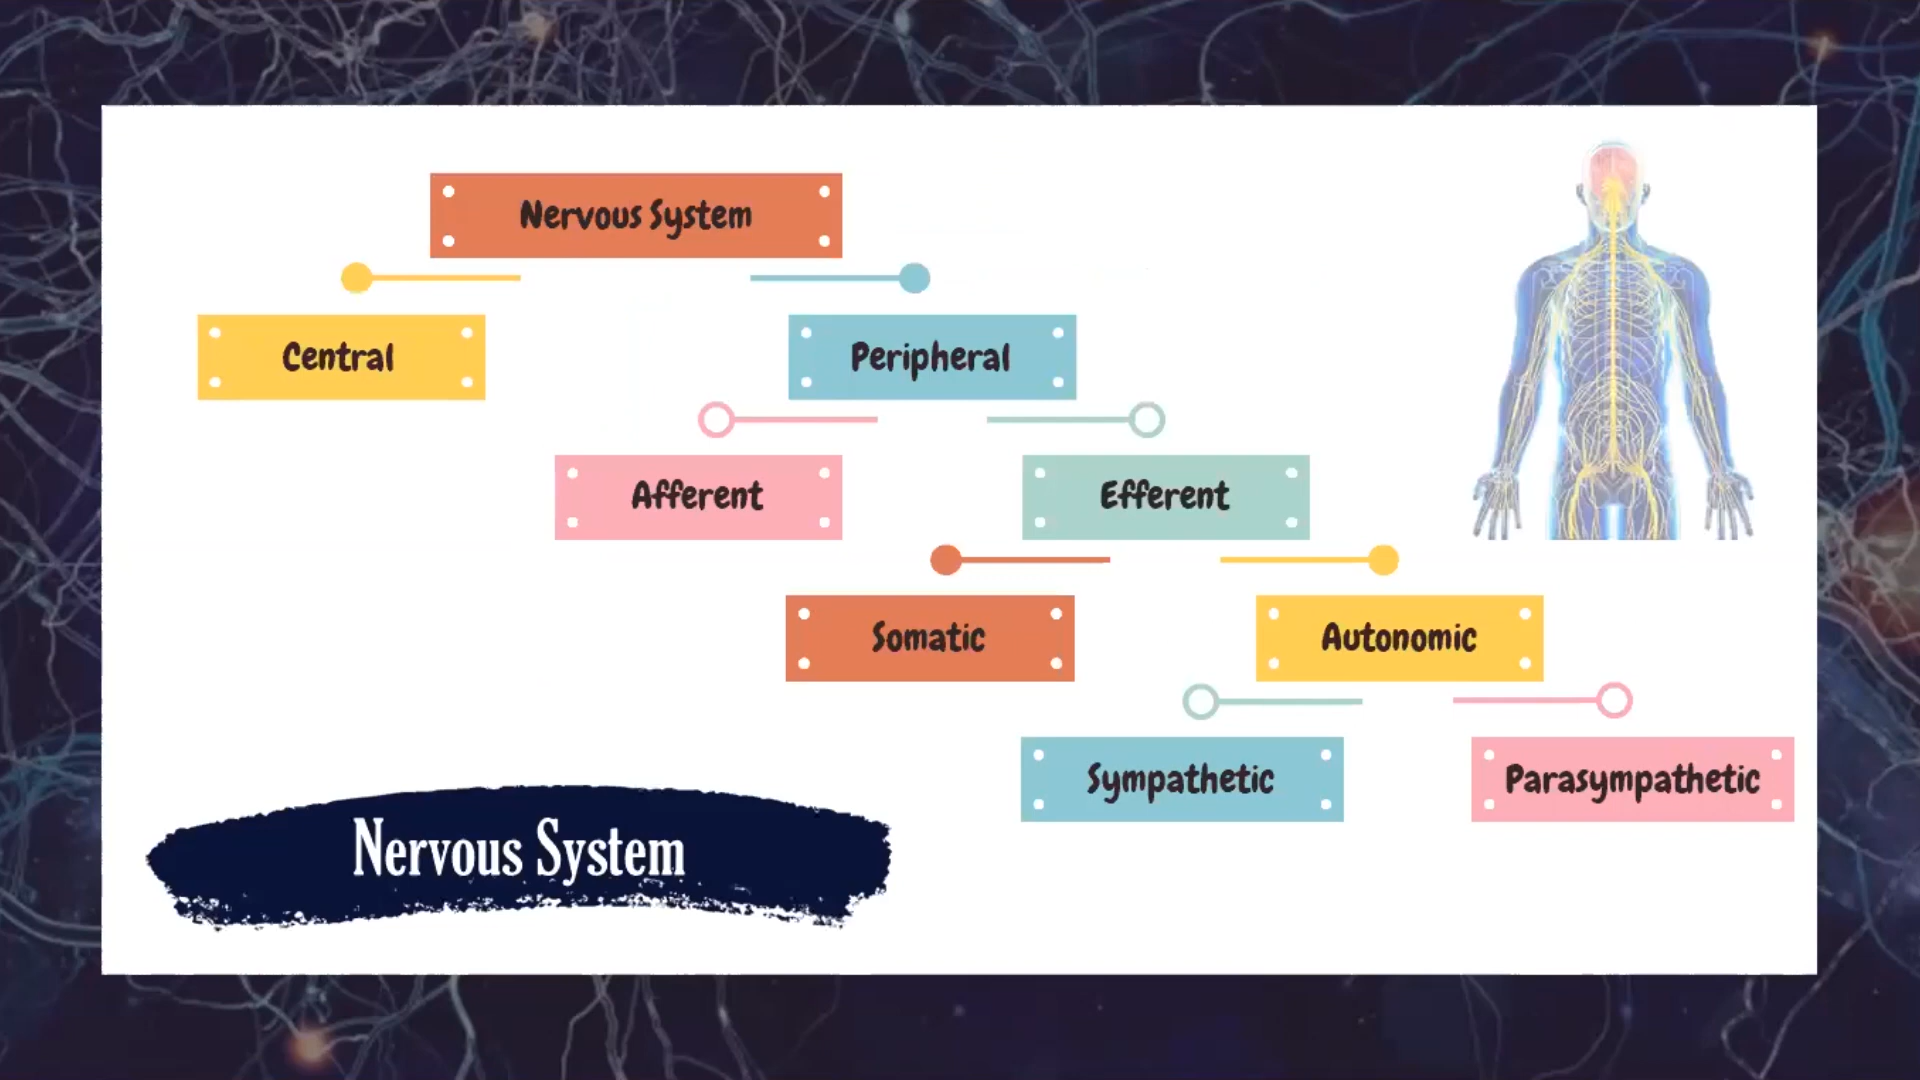 Nervous System
Central
Peripheral
Afferent
Efferent
Somatic
Autonomic
Sympathetic
Parasympathetic
Nervous System